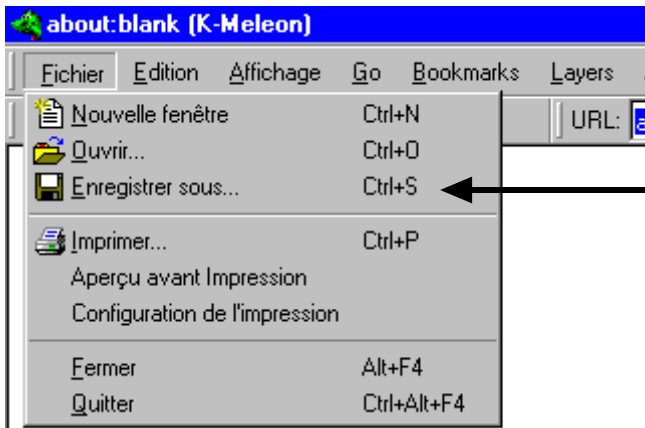 about:blank (K-Meleon)
Fichier Edition Affichage Go Bookmarks Layers
URL:
Nouvelle fenêtre Ctrl+N
Ouvrir... Ctrl+O
Enregistrer sous... Ctrl+S
Imprimer... Ctrl+P
Aperçu avant Impression
Configuration de l'impression
Fermer Alt+F4
Quitter Ctrl+Alt+F4